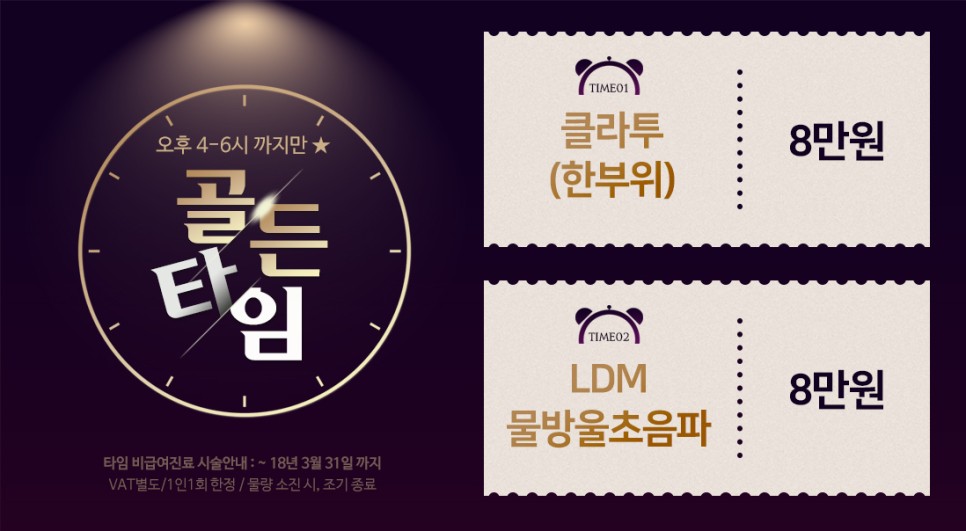 오후 4-6시 까지만 ★
골든
타임
타임 비급여진료 시술안내 : ~ 18년 3월 31일 까지
VAT별도/1인1회 한정 / 물량 소진 시, 조기 종료
TIME01
클라투
(한부위)
8만원
TIME02
LDM
물방울초음파
8만원